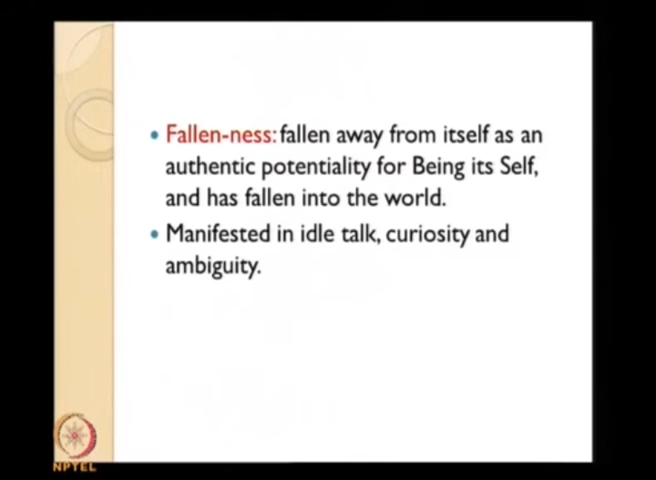 Fallen-ness: fallen away from itself as an
authentic potentiality for Being its Self,
and has fallen into the world.
Manifested in idle talk, curiosity and
ambiguity.
NPTEL